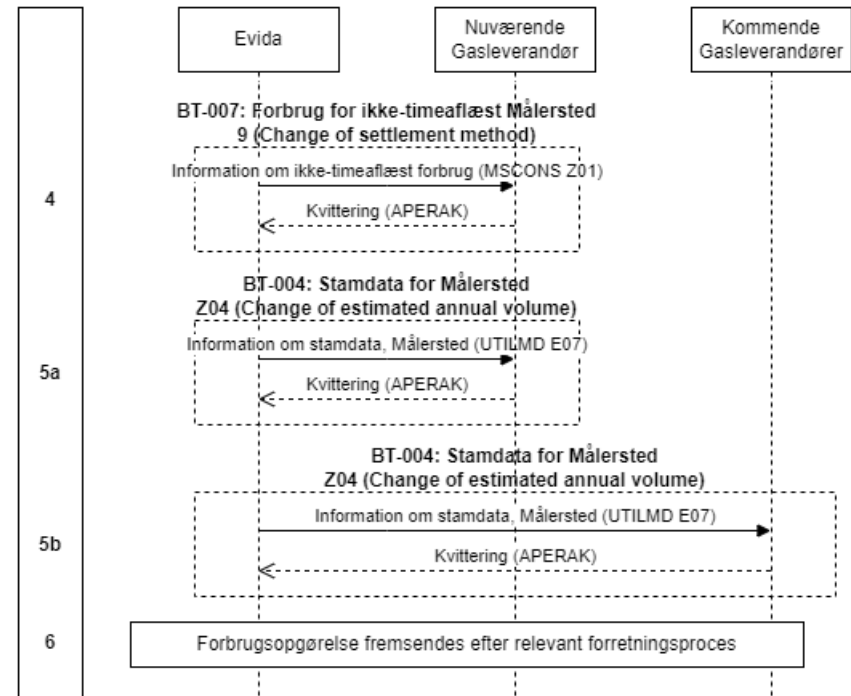 Evida
Nuværende
Gasleverandør
Kommende
Gasleverandører
BT-007: Forbrug for ikke-timeaflæst Målersted
9 (Change of settlement method)
4
Information om ikke-timeaflæst forbrug (MSCONS Z01)
Kvittering (APERAK)
BT-004: Stamdata for Målersted
Z04 (Change of estimated annual volume)
5a
Information om stamdata, Målersted (UTILMD E07)
Kvittering (APERAK)
BT-004: Stamdata for Målersted
Z04 (Change of estimated annual volume)
5b
Information om stamdata, Målersted (UTILMD E07)
Kvittering (APERAK)
6
Forbrugsopgørelse fremsendes efter relevant forretningsproces